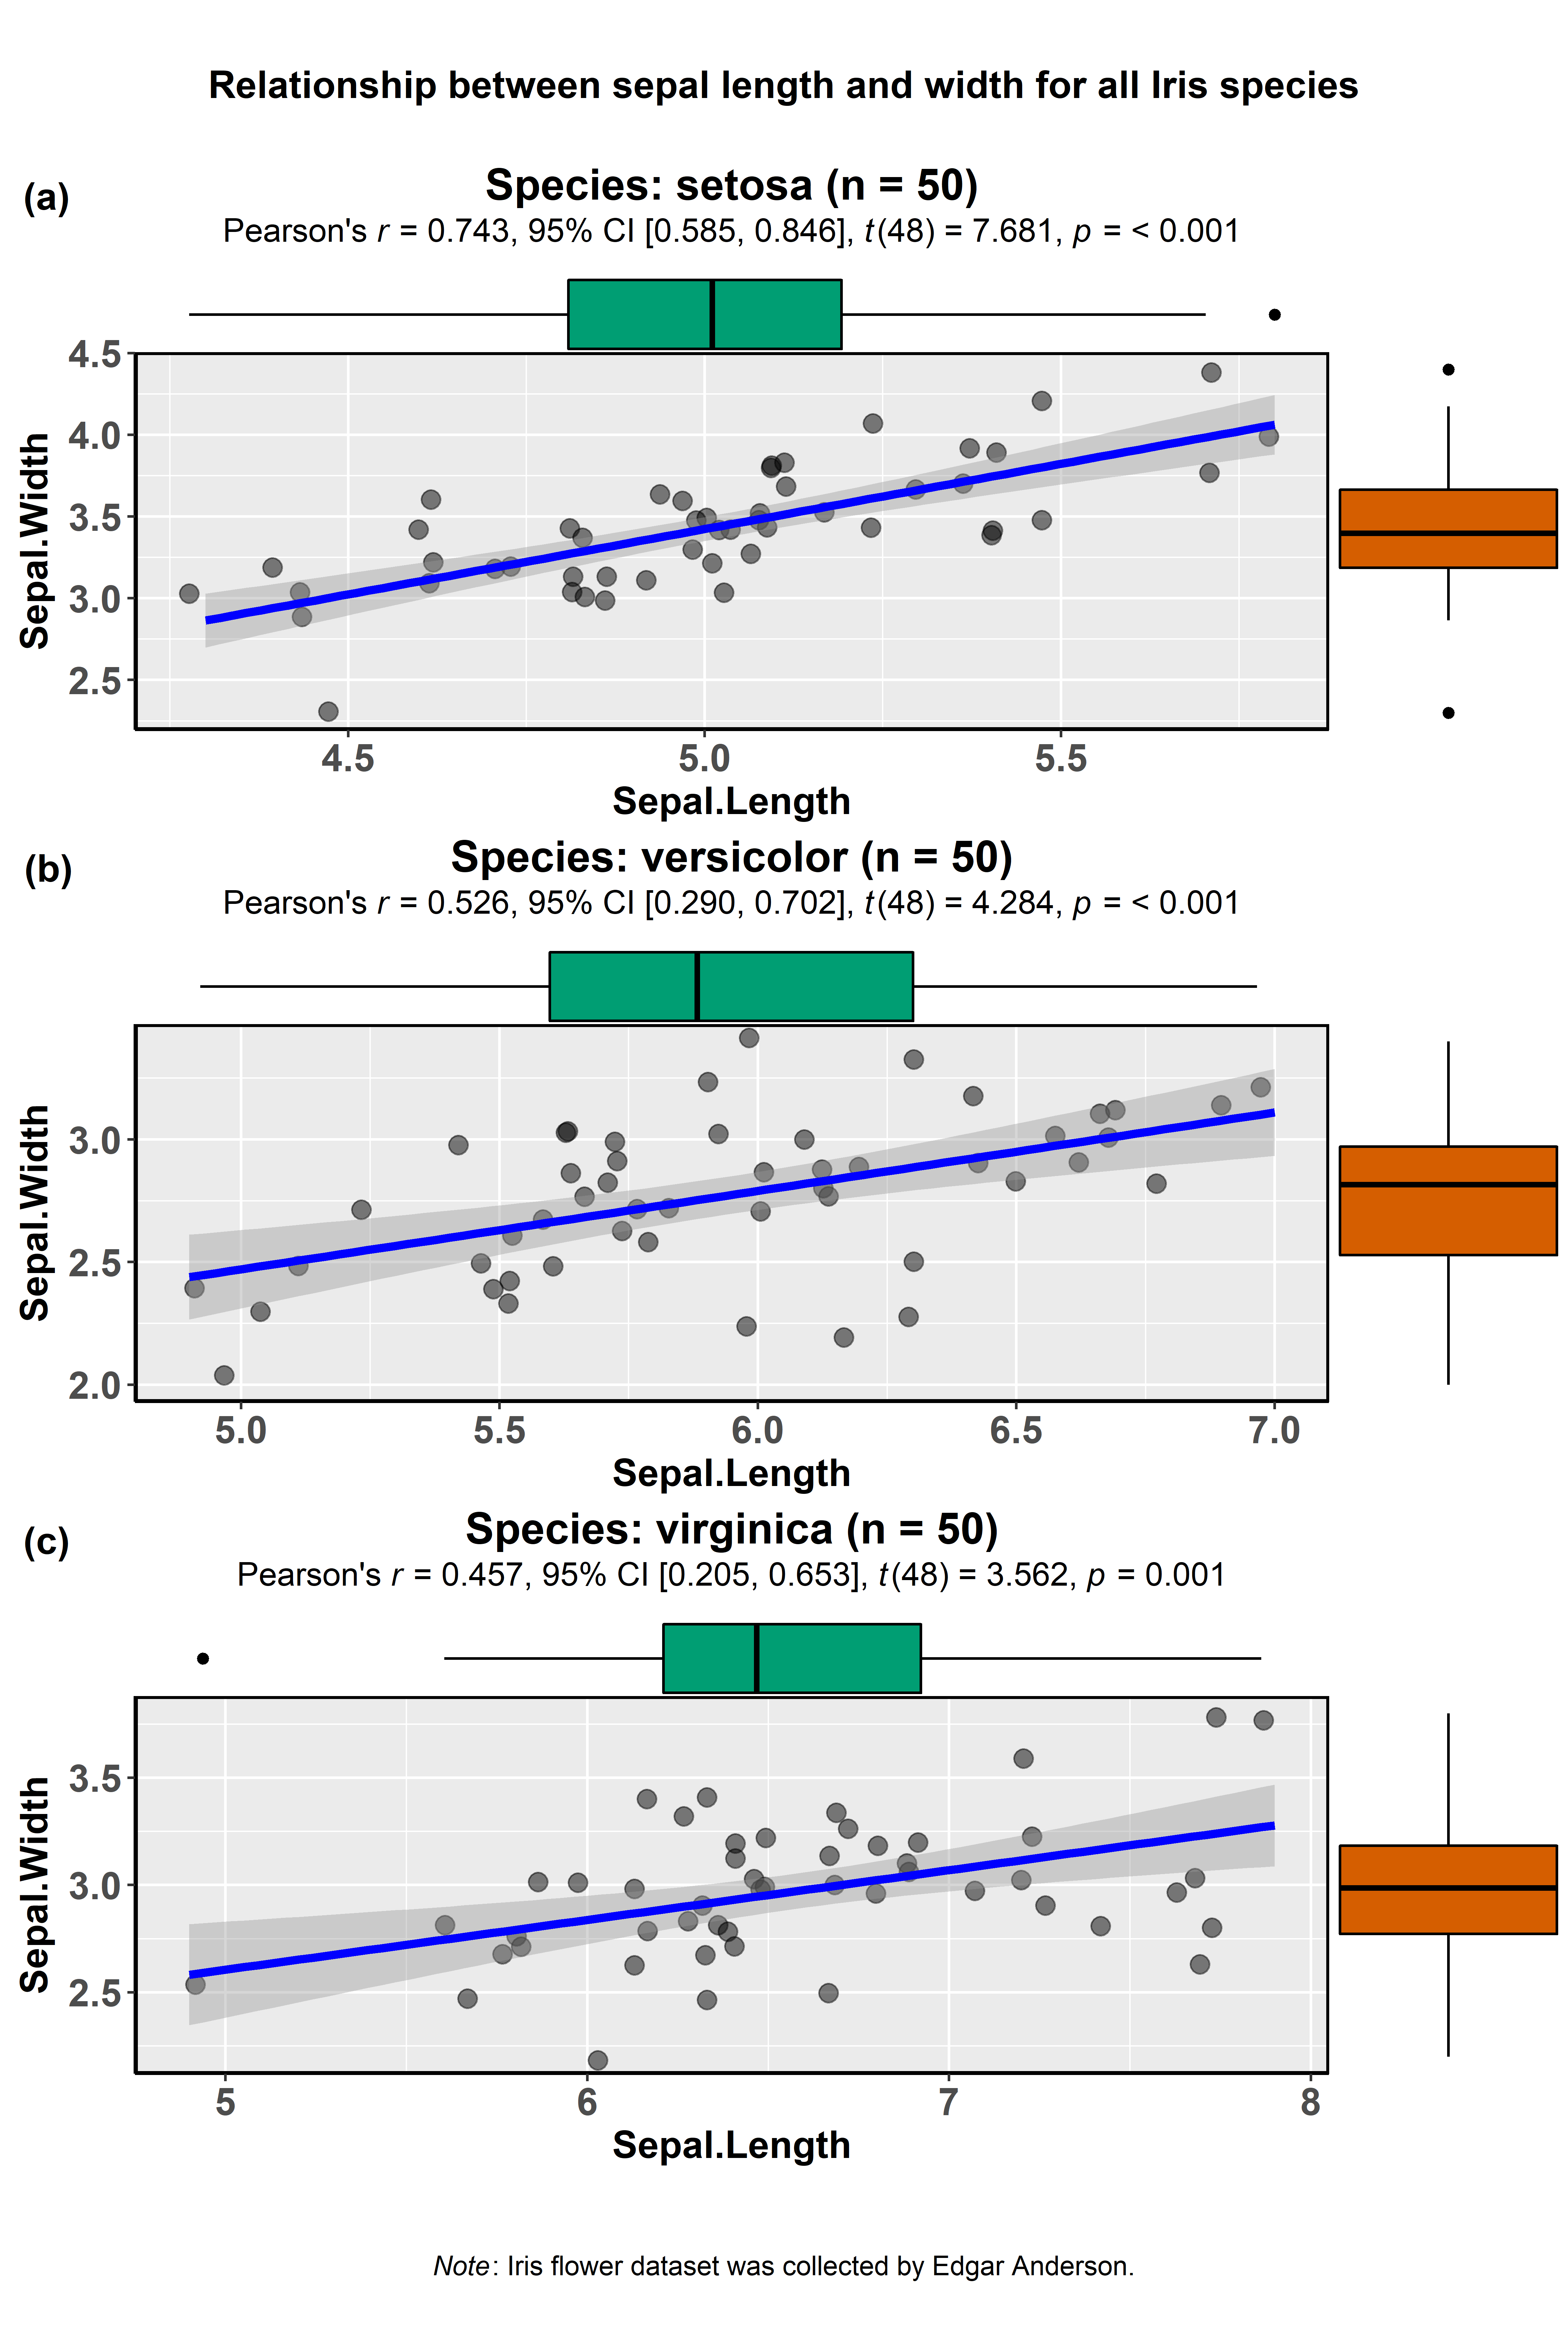 Relationship between sepal length and width for all Iris species
(a)
Species: setosa (n = 50)
Pearson's r = 0.743, 95% CI [0.585, 0.846], t(48) = 7.681, p = < 0.001
4.5
4.0
3.5
3.0
2.5
Sepal.Width
4.5 5.0 5.5
Sepal.Length
(b)
Species: versicolor (n = 50)
Pearson's r = 0.526, 95% CI [0.290, 0.702], t(48) = 4.284, p = < 0.001
3.0
2.5
2.0
Sepal.Width
5.0 5.5 6.0 6.5 7.0
Sepal.Length
(c)
Species: virginica (n = 50)
Pearson's r = 0.457, 95% CI [0.205, 0.653], t(48) = 3.562, p = 0.001
3.5
3.0
2.5
Sepal.Width
5 6 7 8
Sepal.Length
Note: Iris flower dataset was collected by Edgar Anderson.